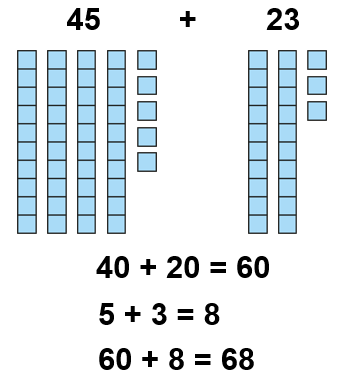 45 + 23
40 + 20 = 60
5 + 3 = 8
60 + 8 = 68